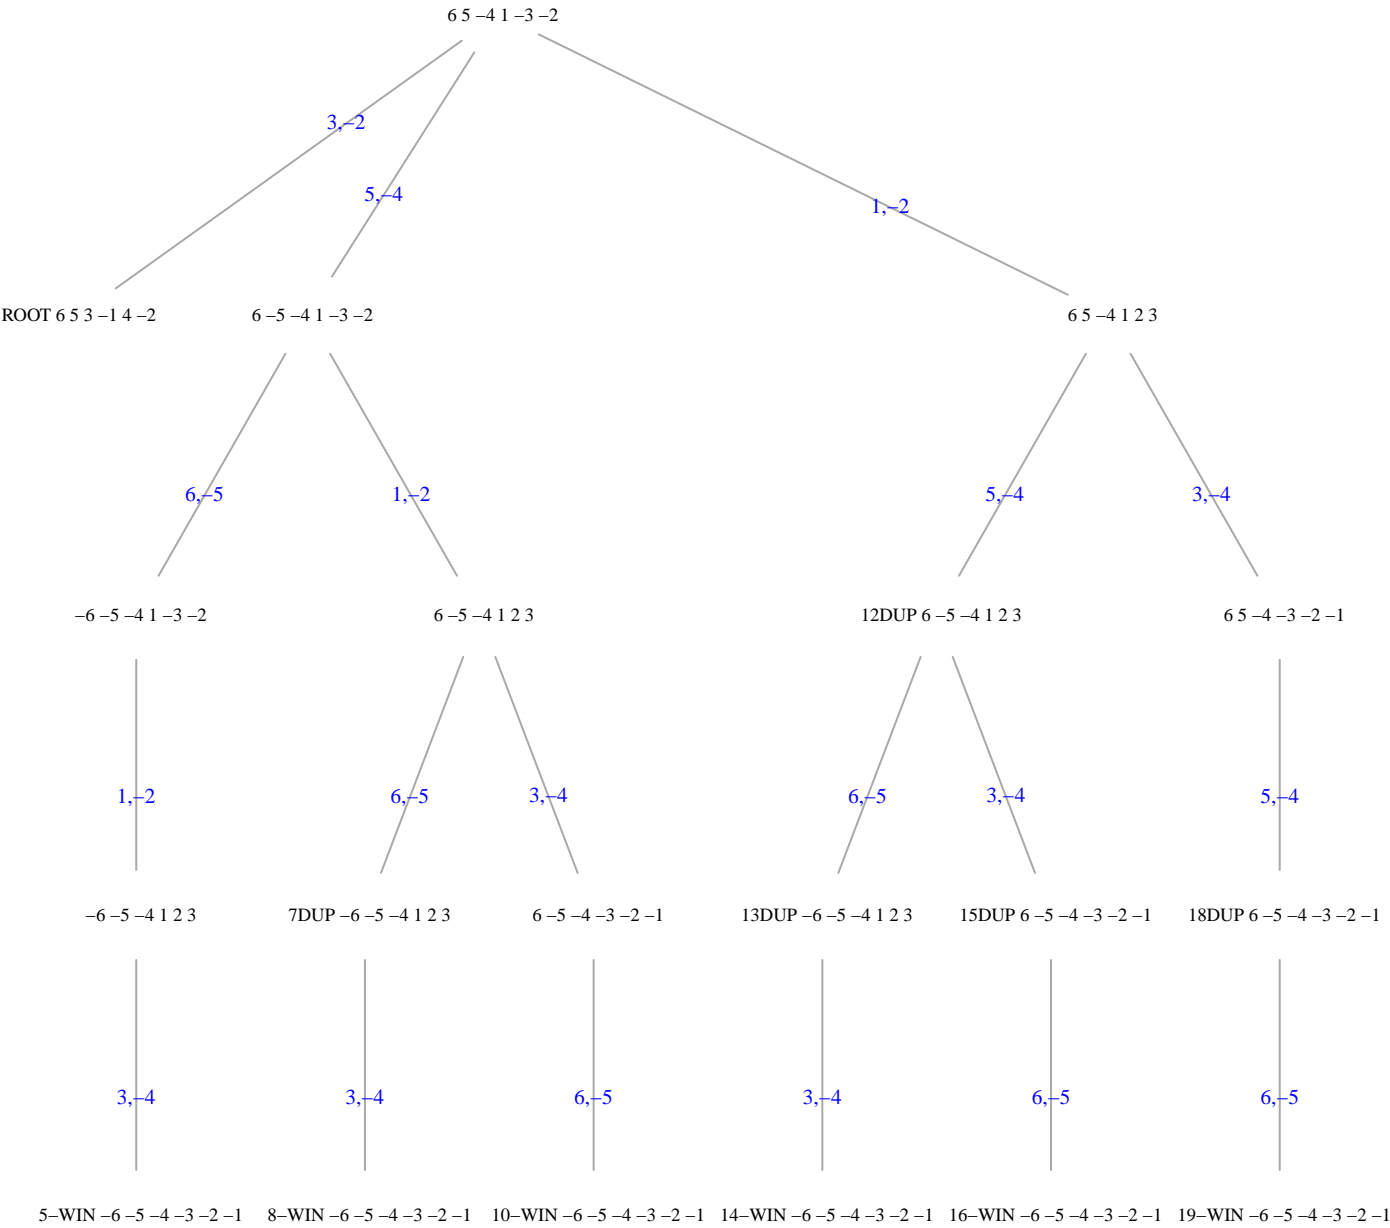 6 5 –4 1 –3 –2
3,–2
5,–4
1,–2
ROOT 6 5 3 –1 4 –2
6 –5 –4 1 –3 –2
6 5 –4 1 2 3
6,–5
1,–2
5,–4
3,–4
–6 –5 –4 1 –3 –2
6 –5 –4 1 2 3
12DUP 6 –5 –4 1 2 3
6 5 –4 –3 –2 –1
1,–2
6,–5
3,–4
6,–5
3,–4
5,–4
–6 –5 –4 1 2 3
7DUP –6 –5 –4 1 2 3
6 –5 –4 –3 –2 –1
13DUP –6 –5 –4 1 2 3
15DUP 6 –5 –4 –3 –2 –1
18DUP 6 –5 –4 –3 –2 –1
3,–4
3,–4
6,–5
3,–4
6,–5
6,–5
5–WIN –6 –5 –4 –3 –2 –1
8–WIN –6 –5 –4 –3 –2 –1
10–WIN –6 –5 –4 –3 –2 –1
14–WIN –6 –5 –4 –3 –2 –1
16–WIN –6 –5 –4 –3 –2 –1
19–WIN –6 –5 –4 –3 –2 –1